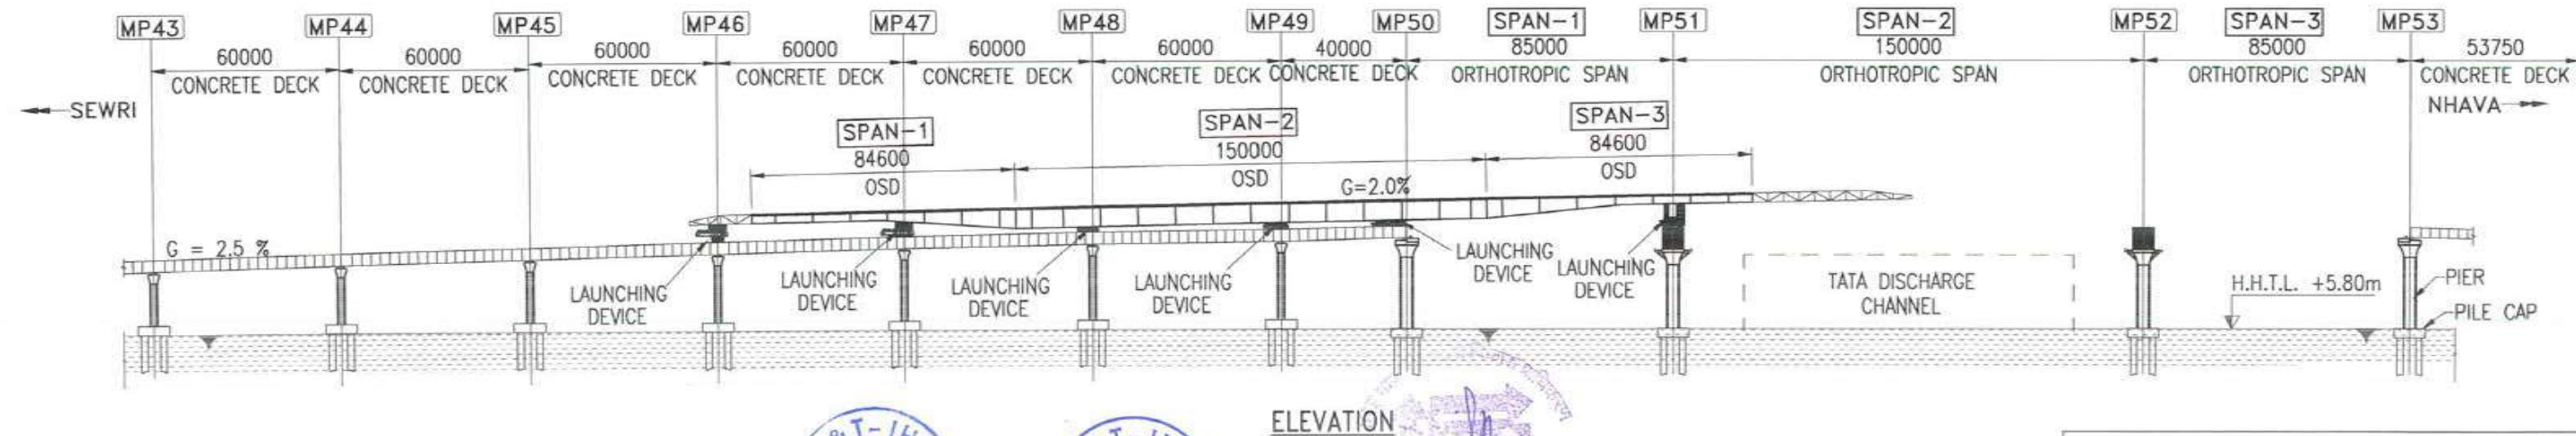 MP43 MP44 MP45 MP46 MP47 MP48 MP49 MP50 SPAN-1 MP51 SPAN-2 MP52 SPAN-3 MP53
60000 60000 60000 60000 60000 60000 40000 85000 150000 85000 53750
CONCRETE DECK CONCRETE DECK CONCRETE DECK CONCRETE DECK CONCRETE DECK CONCRETE DECK CONCRETE DECK ORTHOTROPIC SPAN ORTHOTROPIC SPAN ORTHOTROPIC SPAN CONCRETE DECK
SEWRI NHAVA
SPAN-1 SPAN-2 SPAN-3
84600 150000 84600
OSD OSD OSD
G=2.0%
G = 2.5 %
LAUNCHING
DEVICE
LAUNCHING
DEVICE
LAUNCHING
DEVICE
LAUNCHING
DEVICE
LAUNCHING
DEVICE
LAUNCHING
DEVICE
TATA DISCHARGE
CHANNEL
H.H.T.L. +5.80m
PIER
PILE CAP
ELEVATION